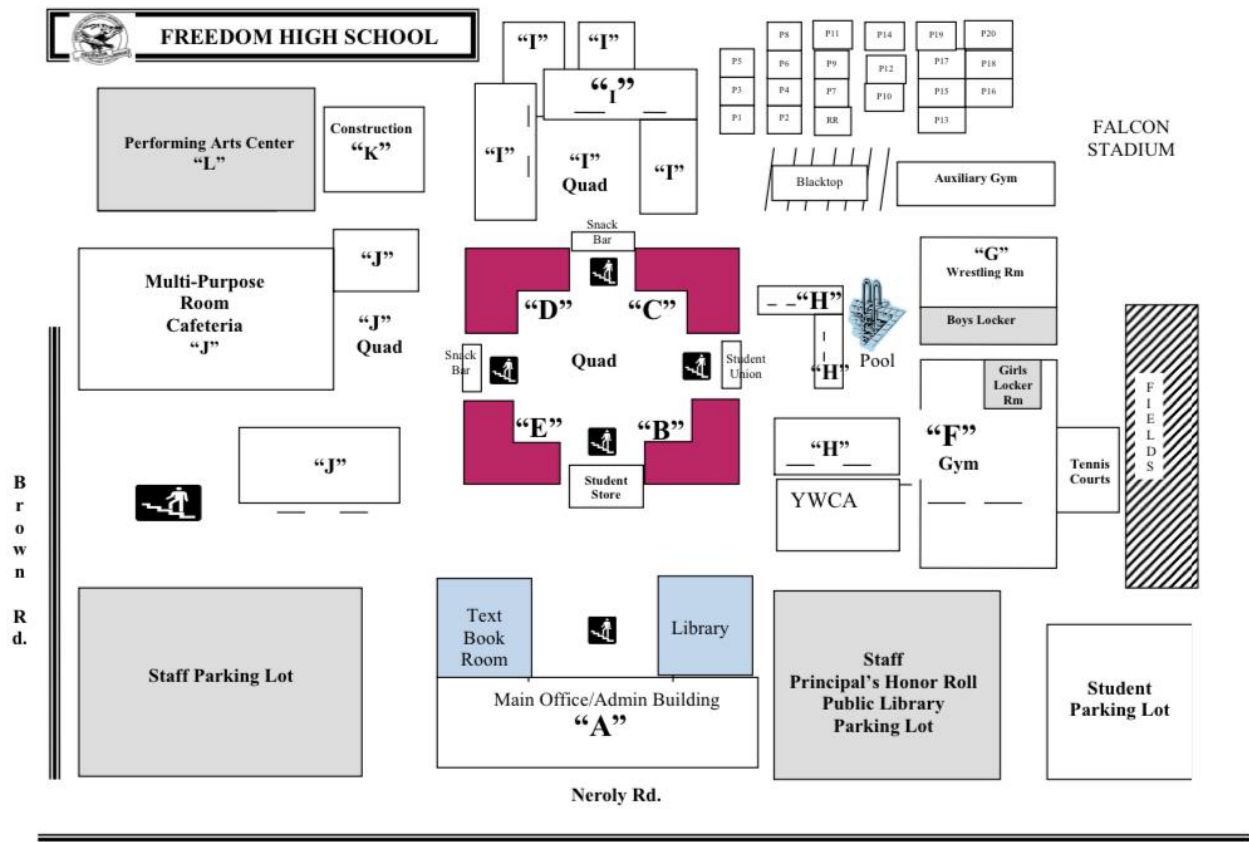 FREEDOM HIGH SCHOOL
“I”
“I”
“I”
“I”
“I”
Quad
“I”
P5
P3
P1
P8
P6
P4
P2
P11
P9
P7
RR
P14
P12
P10
P19
P17
P15
P13
P20
P18
P16
FALCON
STADIUM
Performing Arts Center
“L”
Construction
“K”
Blacktop
Auxiliary Gym
Multi-Purpose
Room
Cafeteria
“J”
“J”
“J”
Quad
“J”
Snack
Bar
“D”
“C”
Snack
Bar
Quad
Student
Union
“E”
“B”
Student
Store
“H”
“H”
Pool
“H”
YWCA
“G”
Wrestling Rm
Boys Locker
Girls
Locker
Rm
“F”
Gym
Tennis
Courts
FIELDS
Brown Rd.
Staff Parking Lot
Text
Book
Room
Library
Main Office/Admin Building
“A”
Staff
Principal’s Honor Roll
Public Library
Parking Lot
Student
Parking Lot
Neroly Rd.